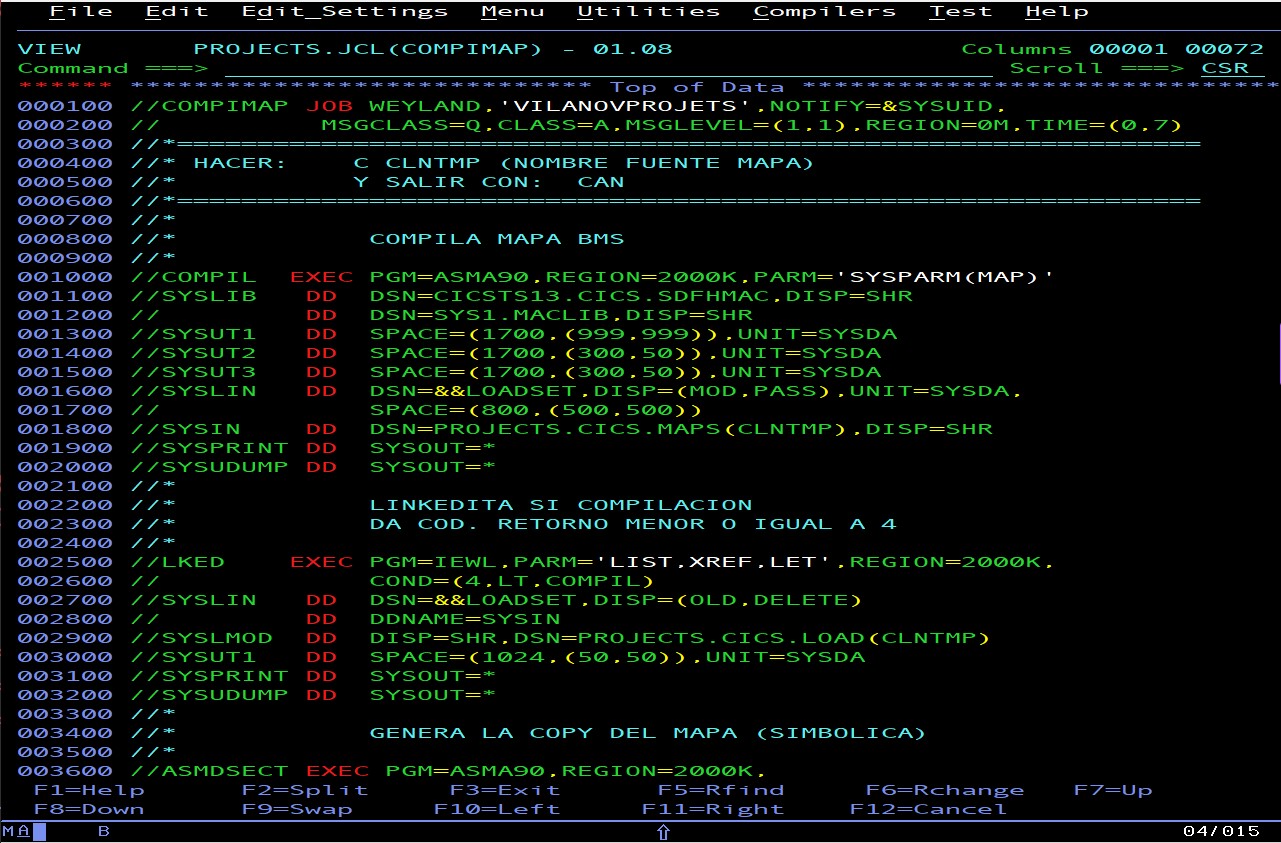 File  Edit  Edit_Settings  Menu  Utilities  Compilers  Test  Help
VIEW       PROJECTS.JCL(COMPIMAP) - 01.08                  Columns 00001 00072
Command ===>                                                  Scroll ===> CSR
****** ***************************** Top of Data ******************************
000100 //COMPIMAP JOB WEYLAND,'VILANOVPROJETS',NOTIFY=&SYSUID,
000200 //          MSGCLASS=Q,CLASS=A,MSGLEVEL=(1,1),REGION=0M,TIME=(0,7)
000300 //*================================================================
000400 //* HACER:    C CLNTMP (NOMBRE FUENTE MAPA)
000500 //*           Y SALIR CON:  CAN
000600 //*================================================================
000700 //*
000800 //*            COMPILA MAPA BMS
000900 //*
001000 //COMPIL  EXEC PGM=ASMA90,REGION=2000K,PARM='SYSPARM(MAP)'
001100 //SYSLIB   DD  DSN=CICSTS13.CICS.SDFHMAC,DISP=SHR
001200 //         DD  DSN=SYS1.MACLIB,DISP=SHR
001300 //SYSUT1   DD  SPACE=(1700,(999,999)),UNIT=SYSDA
001400 //SYSUT2   DD  SPACE=(1700,(300,50)),UNIT=SYSDA
001500 //SYSUT3   DD  SPACE=(1700,(300,50)),UNIT=SYSDA
001600 //SYSLIN   DD  DSN=&&LOADSET,DISP=(MOD,PASS),UNIT=SYSDA,
001700 //             SPACE=(800,(500,500))
001800 //SYSIN    DD  DSN=PROJECTS.CICS.MAPS(CLNTMP),DISP=SHR
001900 //SYSPRINT DD  SYSOUT=*
002000 //SYSUDUMP DD  SYSOUT=*
002100 //*
002200 //*            LINKEDITA SI COMPILACION
002300 //*            DA COD. RETORNO MENOR O IGUAL A 4
002400 //*
002500 //LKED    EXEC PGM=IEWL,PARM='LIST,XREF,LET',REGION=2000K,
002600 //             COND=(4,LT,COMPIL)
002700 //SYSLIN   DD  DSN=&&LOADSET,DISP=(OLD,DELETE)
002800 //         DD  DDNAME=SYSIN
002900 //SYSLMOD  DD  DISP=SHR,DSN=PROJECTS.CICS.LOAD(CLNTMP)
003000 //SYSUT1   DD  SPACE=(1024,(50,50)),UNIT=SYSDA
003100 //SYSPRINT DD  SYSOUT=*
003200 //SYSUDUMP DD  SYSOUT=*
003300 //*
003400 //*            GENERA LA COPY DEL MAPA (SIMBOLICA)
003500 //*
003600 //ASMDSECT EXEC PGM=ASMA90,REGION=2000K,
F1=Help      F2=Split     F3=Exit      F5=Rfind     F6=Rchange   F7=Up
F8=Down      F9=Swap     F10=Left     F11=Right    F12=Cancel
MA    B                                                                  04/015